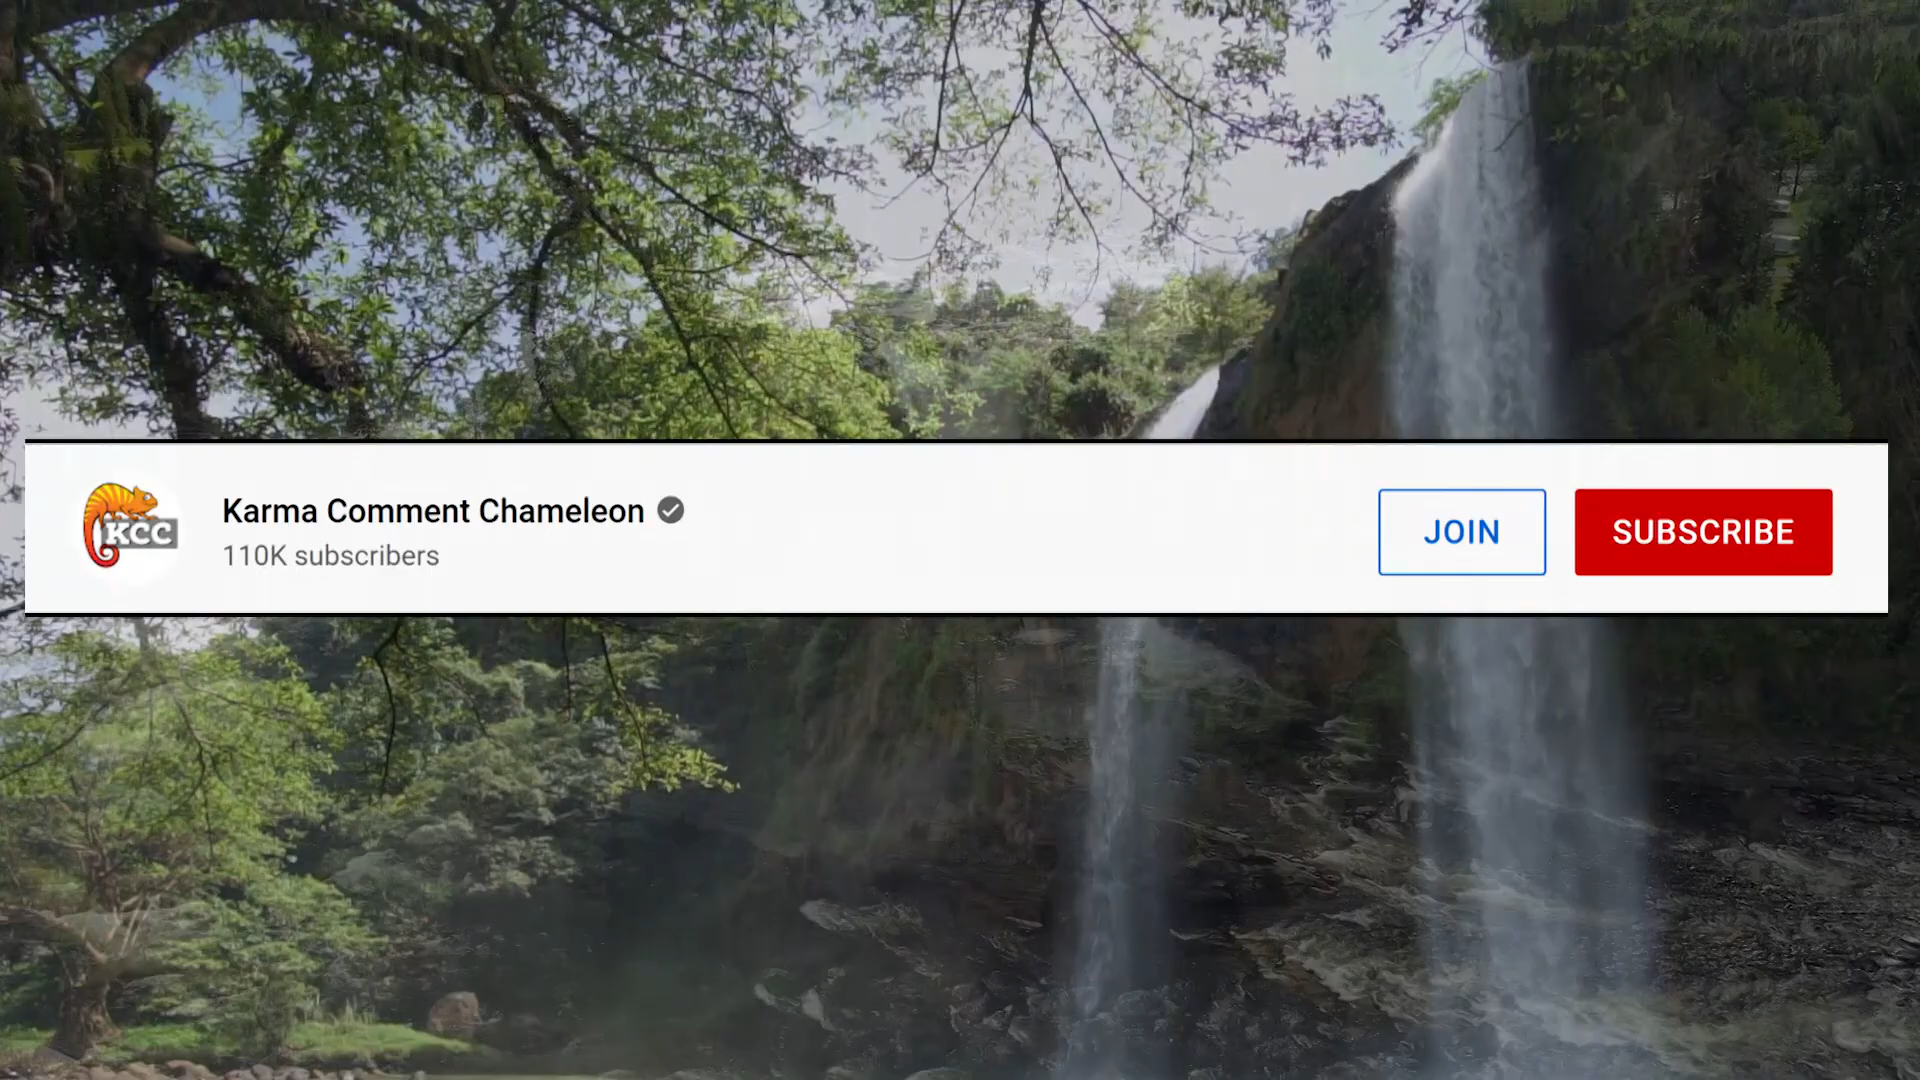 KCC
Karma Comment Chameleon
110K subscribers
JOIN
SUBSCRIBE